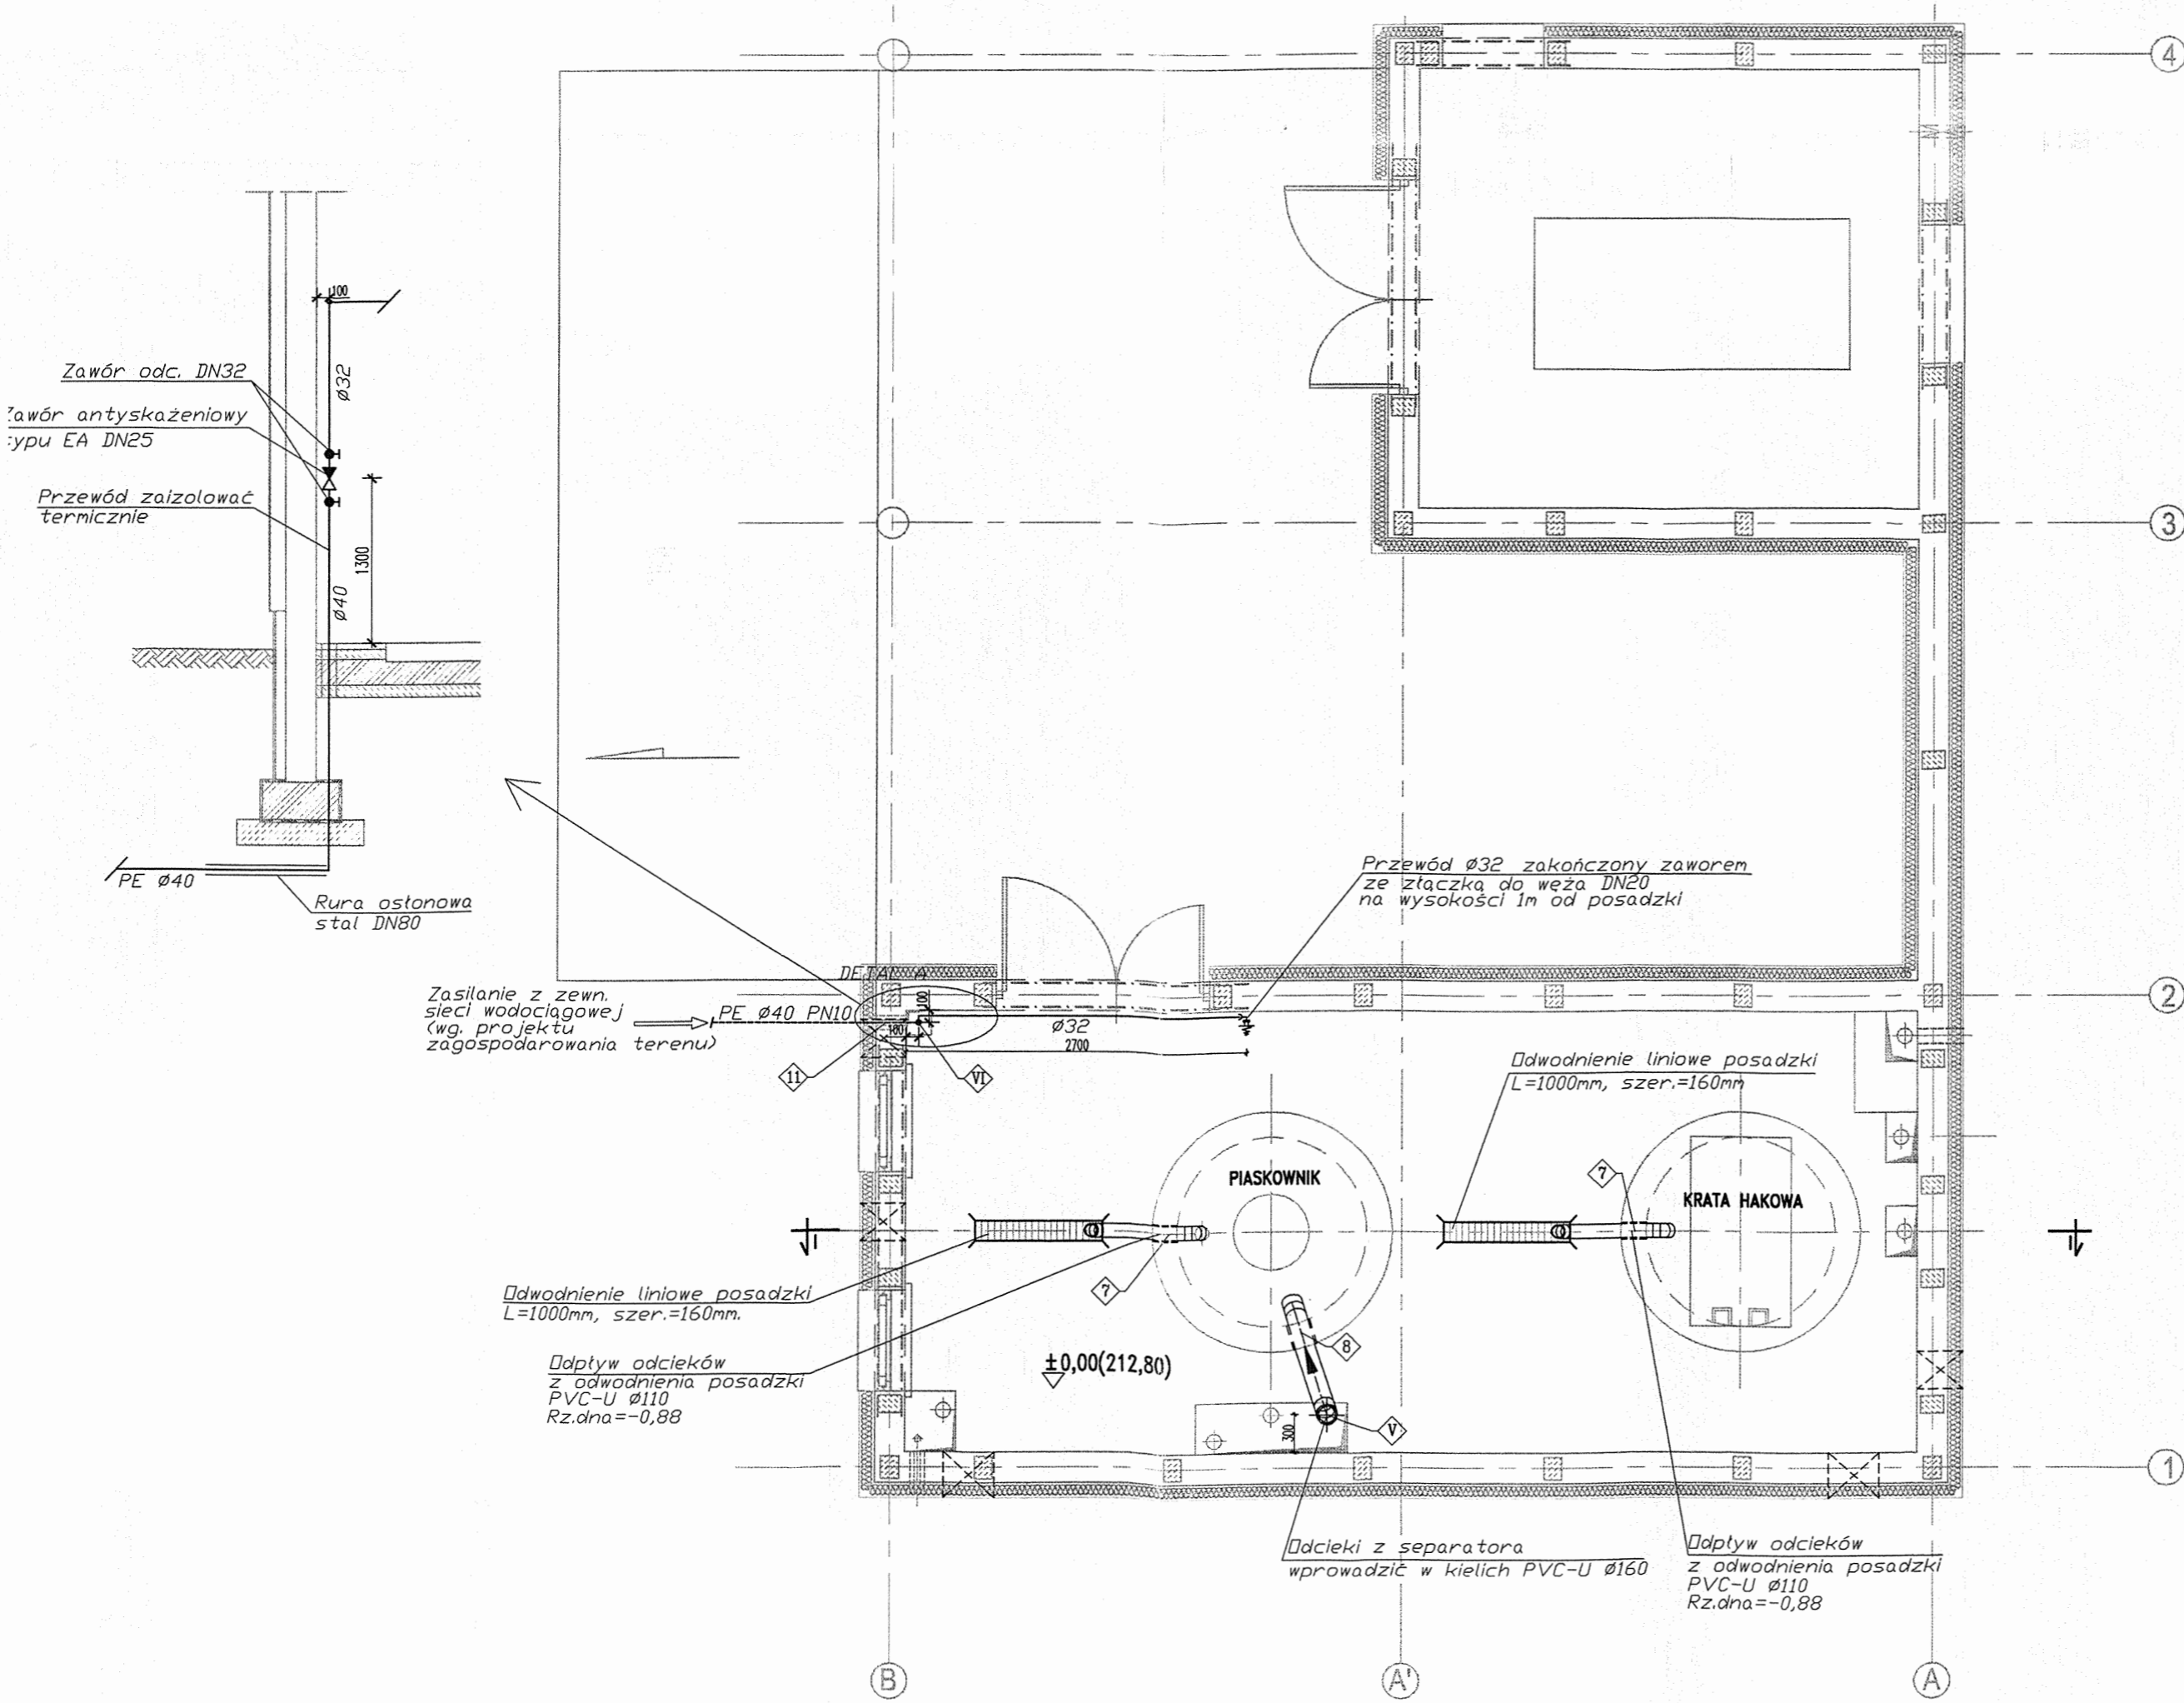 4
100
Zawór odc. DN32
Ø32
Zawór antyskażeniowy
typu EA DN25
Przewód zaizolować
termicznie
3
1300
Ø40
PE Ø40
Rura osłonowa
stal DN80
Przewód Ø32 zakończony zaworem
ze złączką do węża DN20
na wysokości 1m od posadzki
DETAL A
Zasilanie z zewn.
sieci wodociągowej
(wg. projektu
zagospodarowania terenu)
PE Ø40 PN10
100
100
Ø32
2700
2
11
VI
Odwodnienie liniowe posadzki
L=1000mm, szer.=160mm
PIASKOWNIK
7
KRATA HAKOWA
1
1
Odwodnienie liniowe posadzki
L=1000mm, szer.=160mm.
7
8
Odpływ odcieków
z odwodnienia posadzki
PVC-U Ø110
Rz.dna=-0,88
±0,00(212,80)
300
V
1
Odcieki z separatora
wprowadzić w kielich PVC-U Ø160
Odpływ odcieków
z odwodnienia posadzki
PVC-U Ø110
Rz.dna=-0,88
B
A'
A